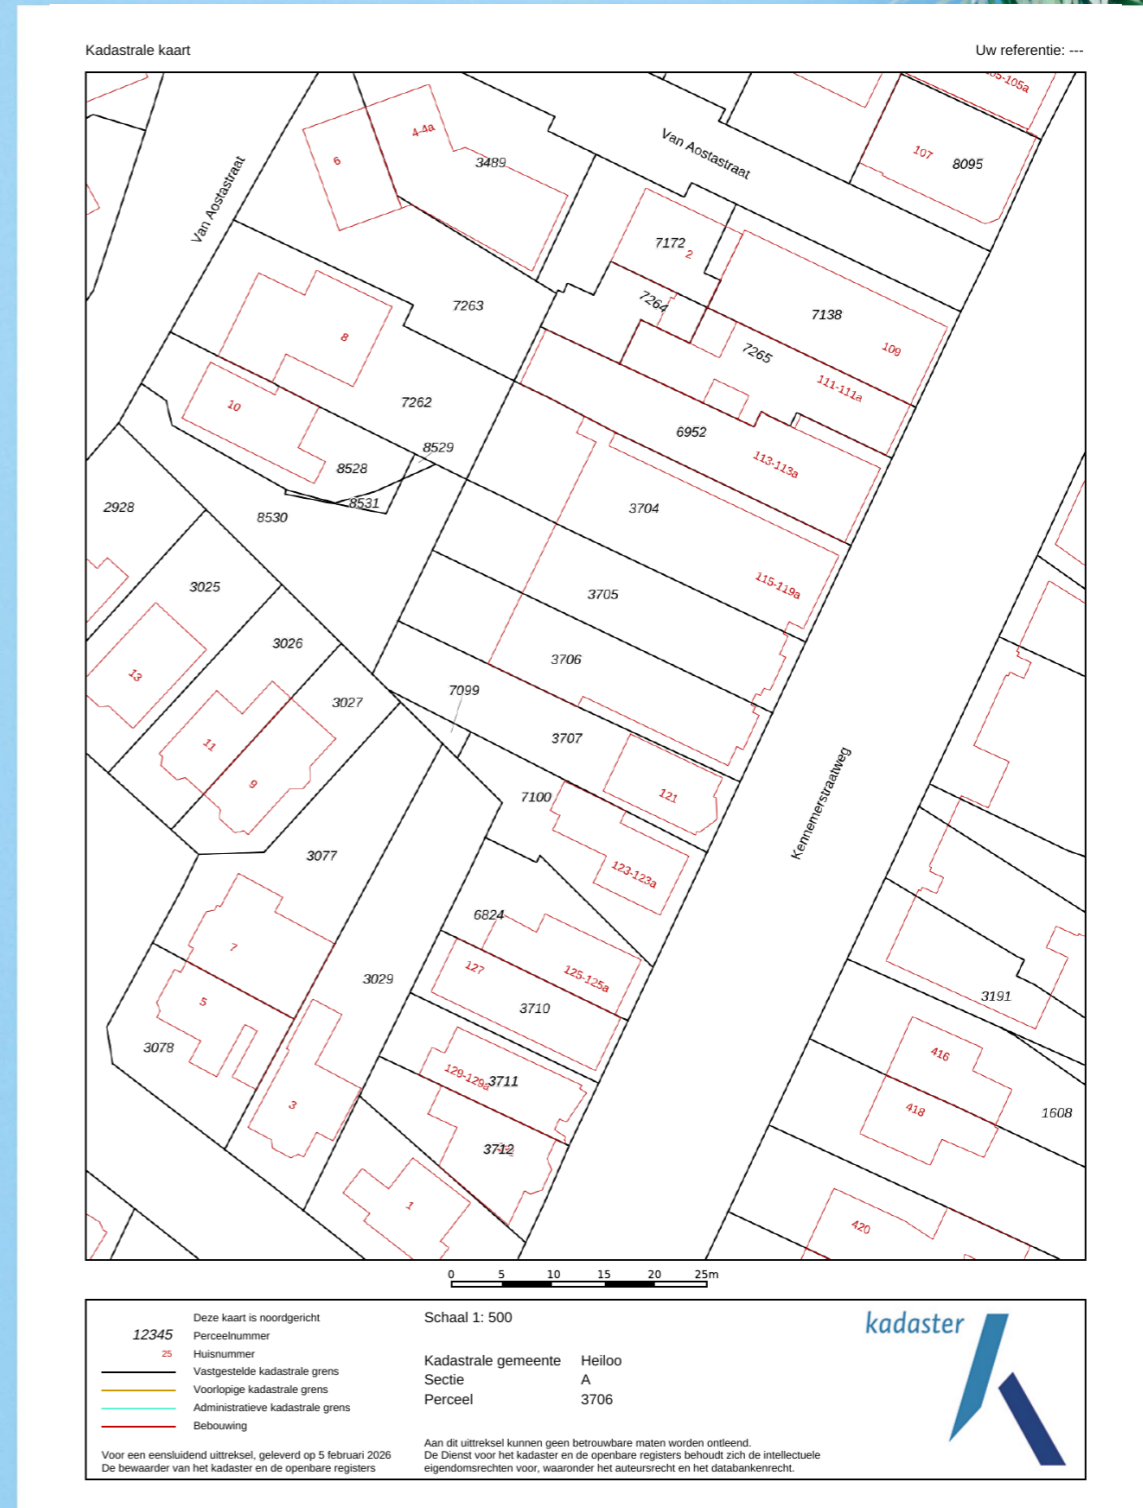 Kadastrale kaart
Uw referentie: ---
105-105a
Van Aostastraat
4-4a
3489
6
107
8095
Van Aostastraat
7172
2
7263
7264
7138
8
7265
109
111-111a
7262
10
6952
8529
113-113a
8528
8531
2928
8530
3704
3025
3705
115-119a
3026
3706
13
3027
7099
11
3707
9
7100
121
Kennemerstraatweg
3077
123-123a
6824
7
127
125-125a
3029
5
3710
3191
3078
129-129a
3711
416
3
418
1608
3712
1
420
0 5 10 15 20 25m
Deze kaart is noordgericht
12345 Perceelnummer
25 Huisnummer
Vastgestelde kadastrale grens
Voorlopige kadastrale grens
Administratieve kadastrale grens
Bebouwing
Voor een eensluidend uittreksel, geleverd op 5 februari 2026
De bewaarder van het kadaster en de openbare registers
Schaal 1: 500
Kadastrale gemeente Heiloo
Sectie A
Perceel 3706
Aan dit uittreksel kunnen geen betrouwbare maten worden ontleend.
De Dienst voor het kadaster en de openbare registers behoudt zich de intellectuele
eigendomsrechten voor, waaronder het auteursrecht en het databankenrecht.
kadaster